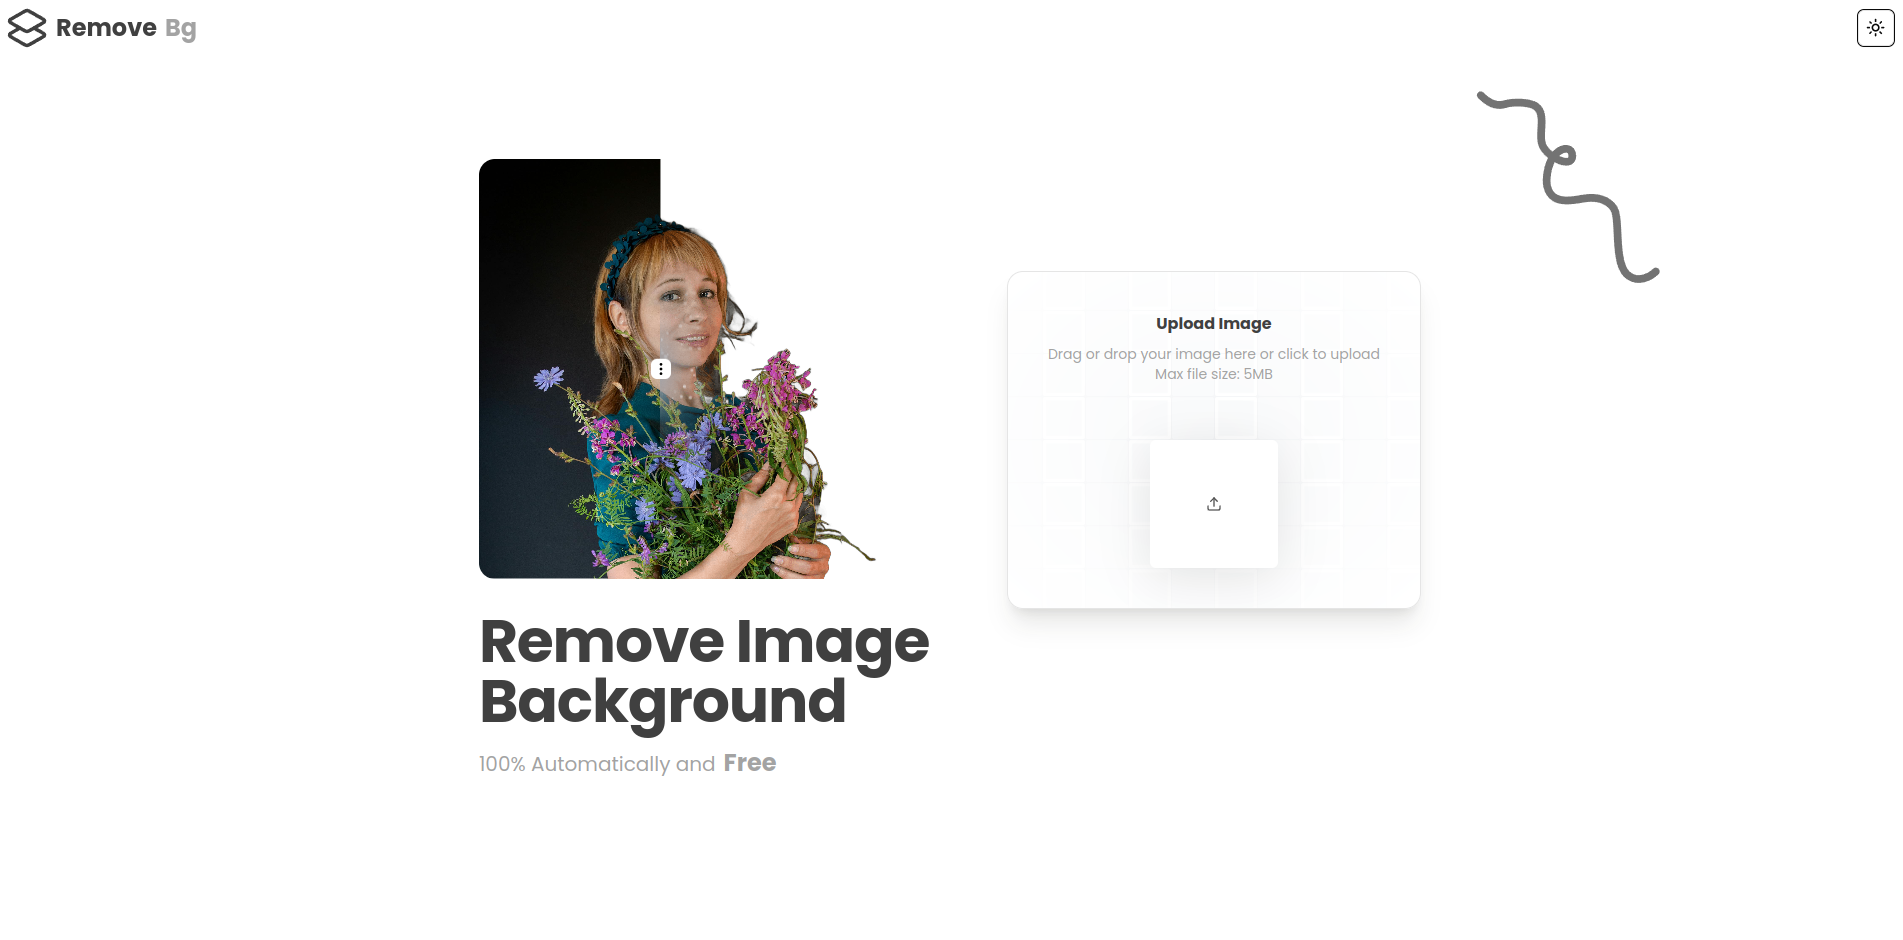 Remove Bg
Upload Image
Drag or drop your image here or click to upload
Max file size: 5MB
Remove Image
Background
100% Automatically and Free